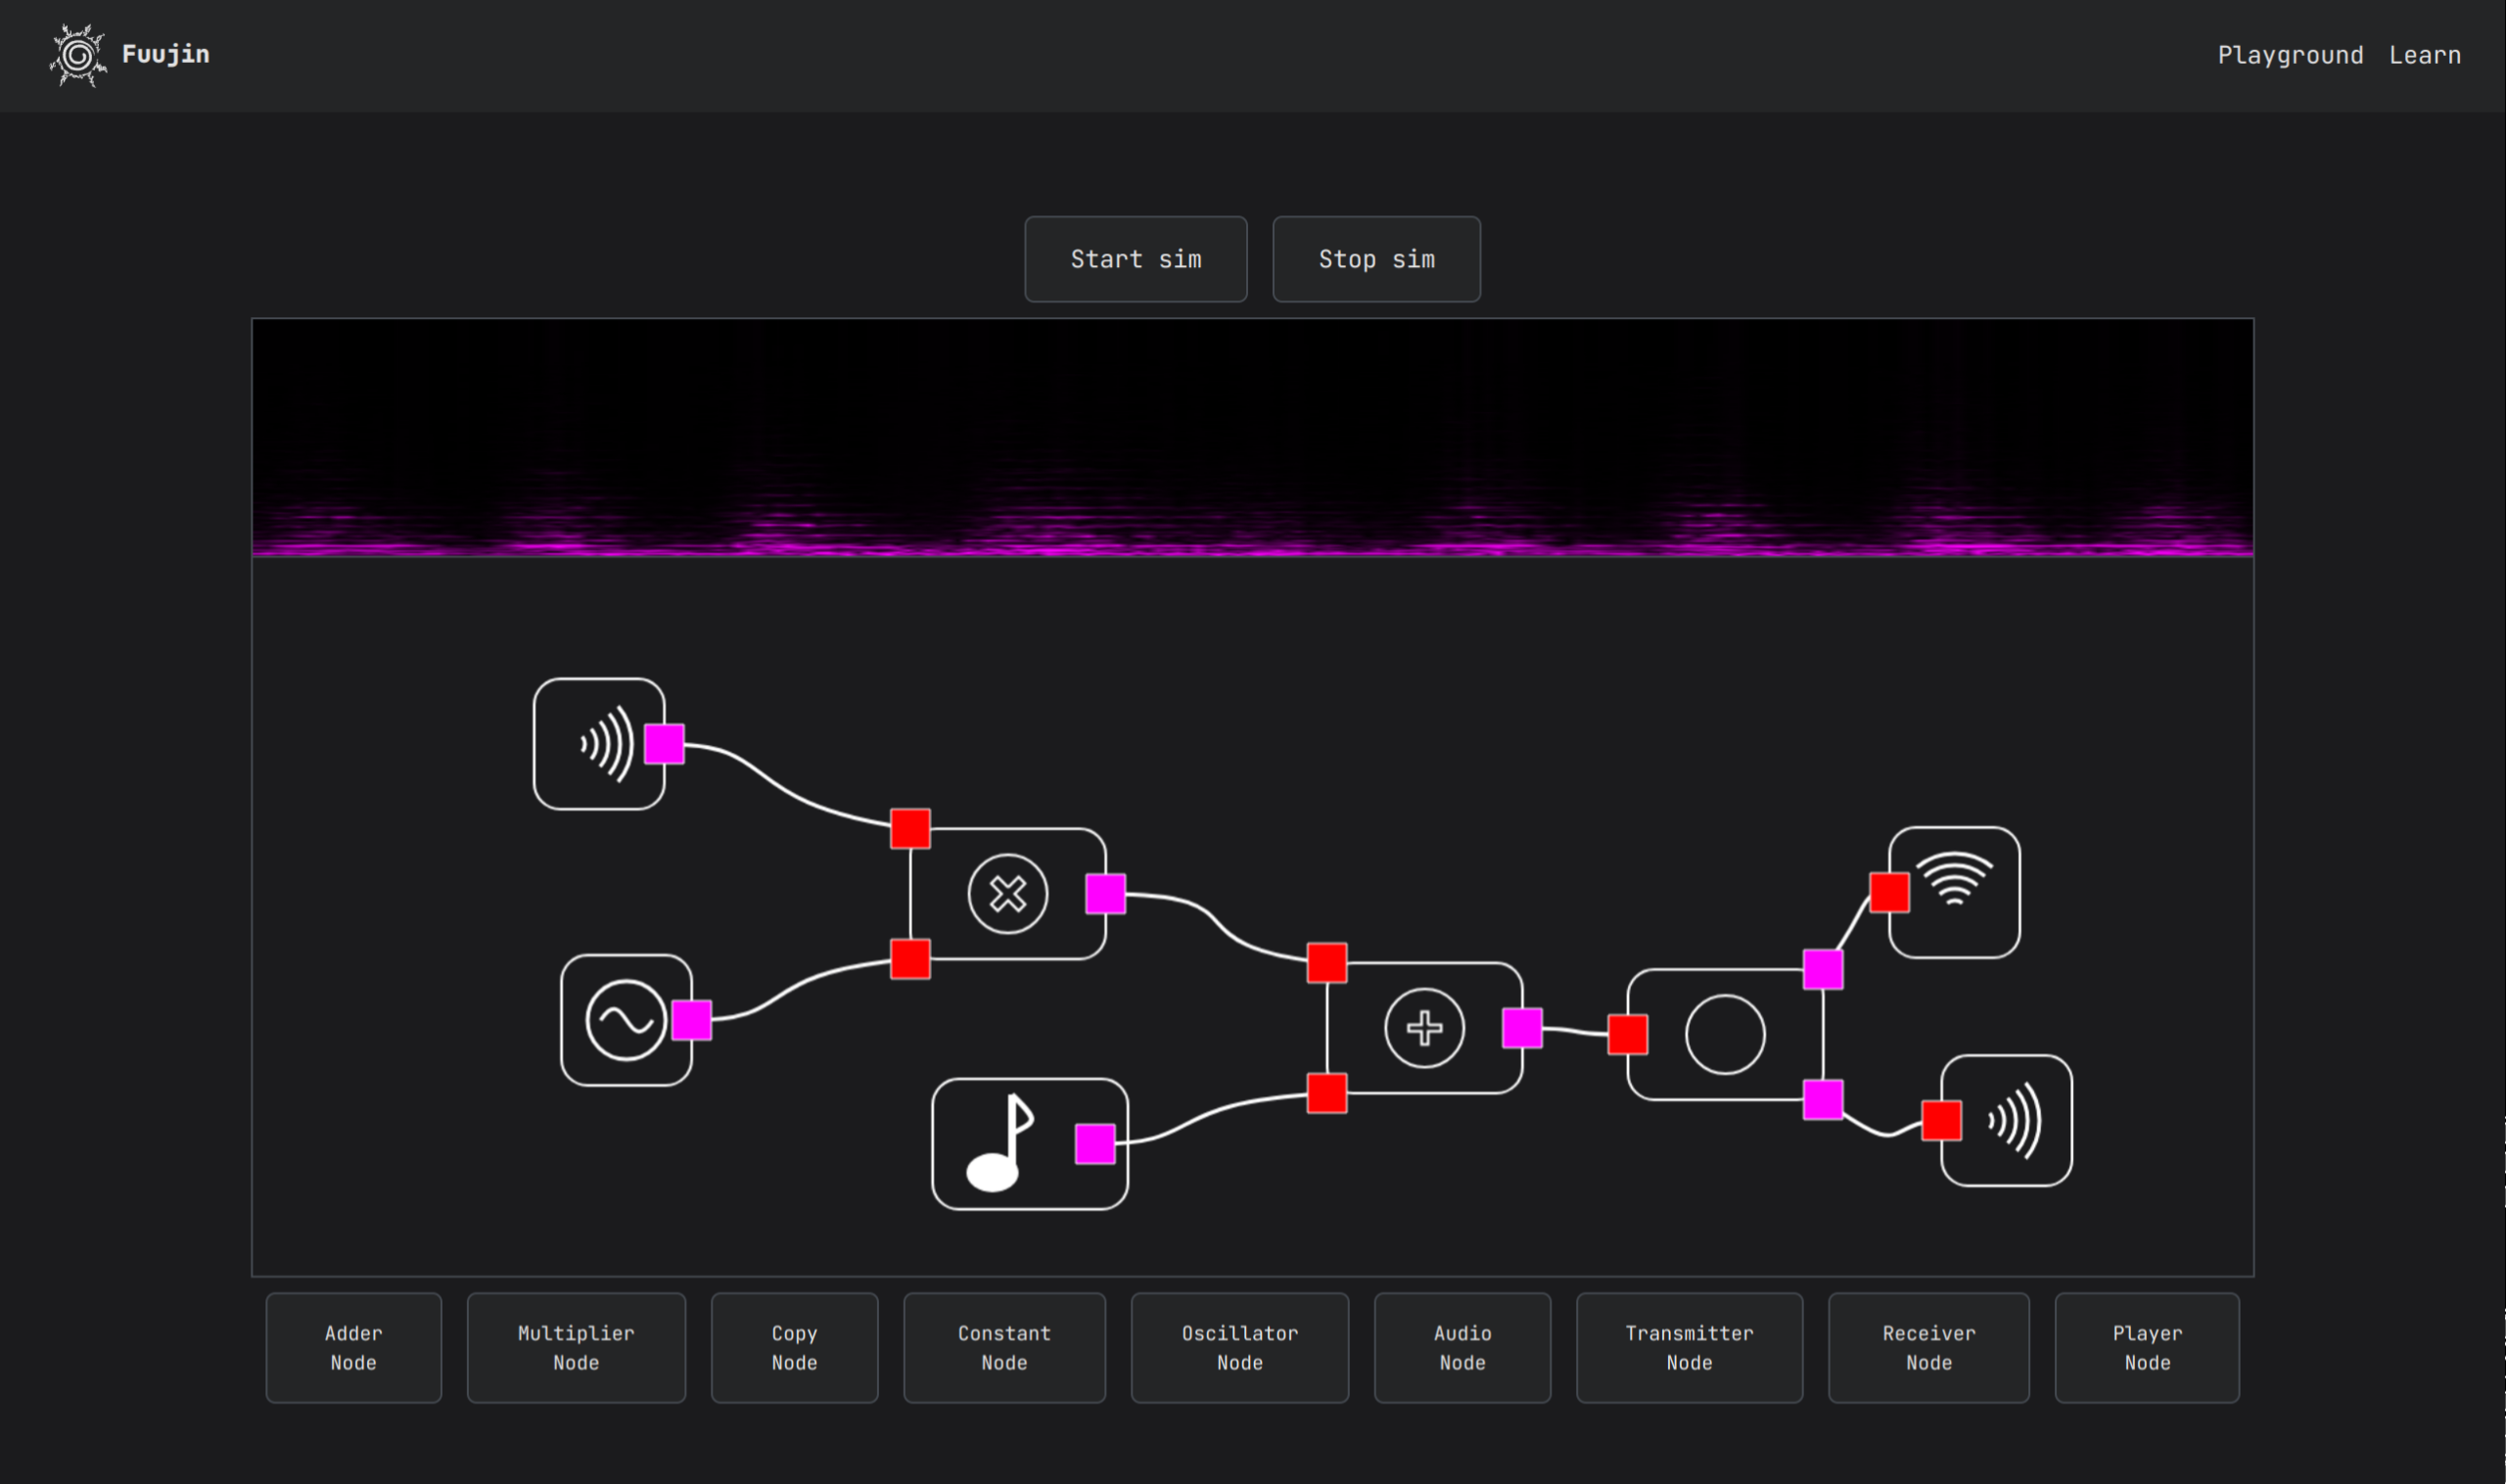 Fuujin
Playground Learn
Start sim
Stop sim
Adder
Node
Multiplier
Node
Copy
Node
Constant
Node
Oscillator
Node
Audio
Node
Transmitter
Node
Receiver
Node
Player
Node